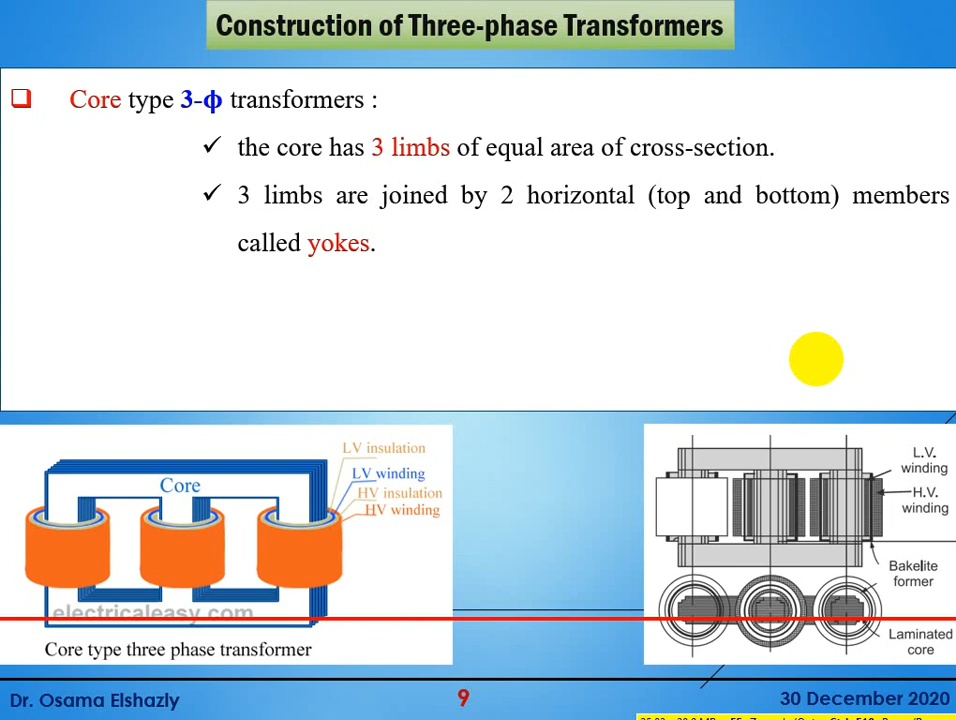 Construction of Three-phase Transformers
Core type 3-ф transformers :
✓ the core has 3 limbs of equal area of cross-section.
✓ 3 limbs are joined by 2 horizontal (top and bottom) members
called yokes.
LV insulation
LV winding
HV insulation
HV winding
Core
electricaleasy.com
Core type three phase transformer
L.V.
winding
H.V.
winding
Bakelite
former
Laminated
core
Dr. Osama Elshazly
9
30 December 2020